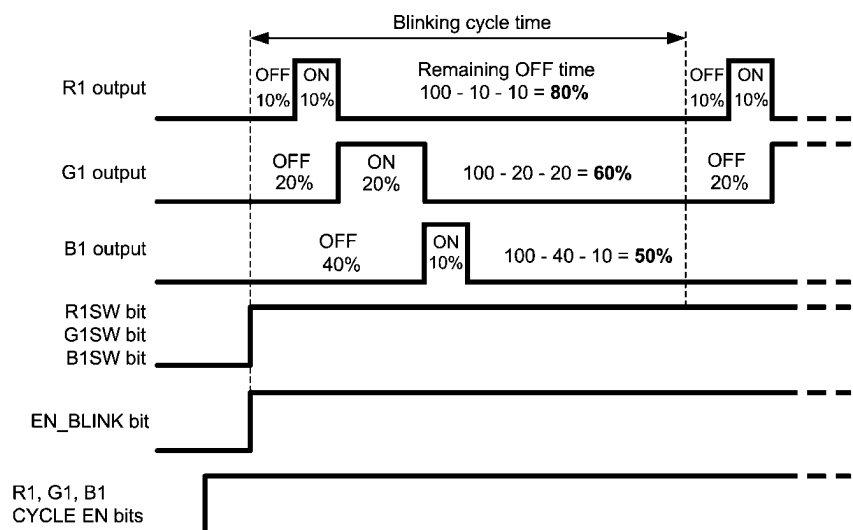 Blinking cycle time
R1 output
OFF
10%
ON
10%
Remaining OFF time
100 - 10 - 10 = 80%
OFF
10%
ON
10%
G1 output
OFF
20%
ON
20%
100 - 20 - 20 = 60%
OFF
20%
B1 output
OFF
40%
ON
10%
100 - 40 - 10 = 50%
R1SW bit
G1SW bit
B1SW bit
EN_BLINK bit
R1, G1, B1
CYCLE EN bits